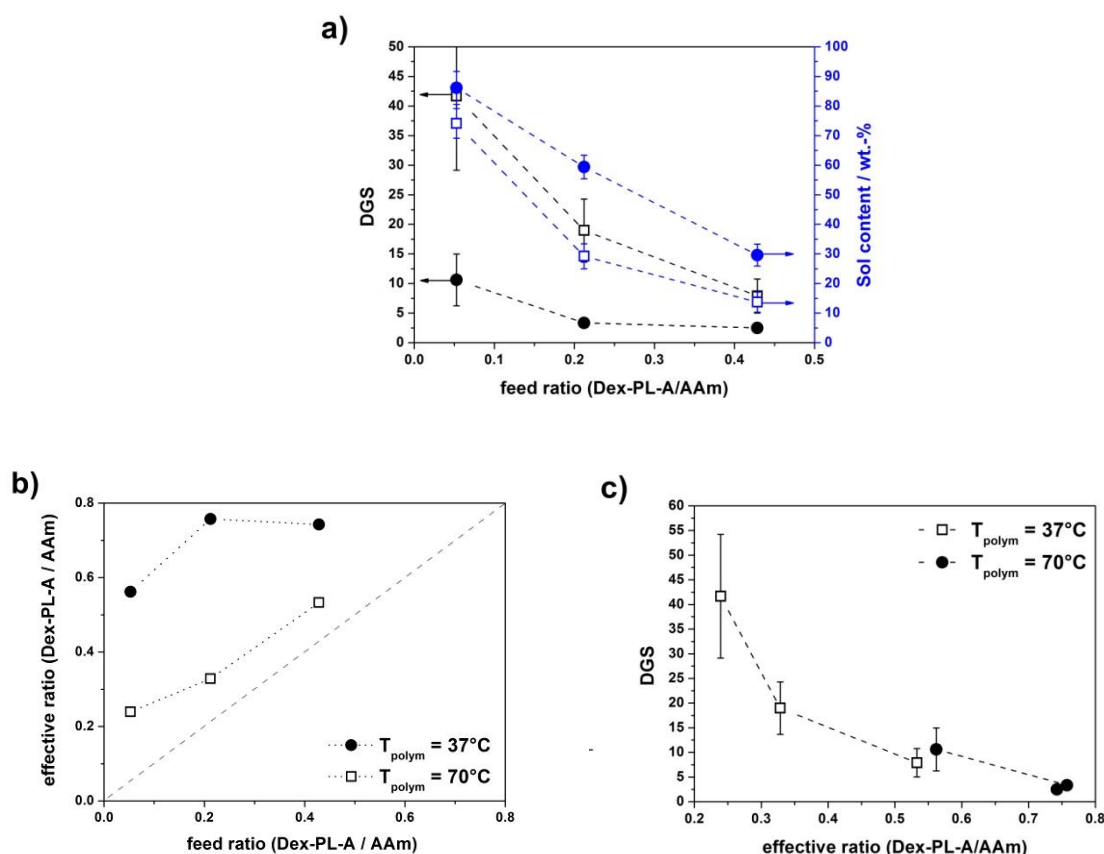 a)
50
45
40
35
30
25
20
15
10
5
0
DGS
100
90
80
70
60
50
40
30
20
10
0
Sol content / wt.-%
0.0 0.1 0.2 0.3 0.4 0.5
feed ratio (Dex-PL-A/AAm)
b)
0.8
0.6
0.4
0.2
0.0
effective ratio (Dex-PL-A / AAm)
T_polym = 37°C
T_polym = 70°C
0.0 0.2 0.4 0.6 0.8
feed ratio (Dex-PL-A / AAm)
c)
60
55
50
45
40
35
30
25
20
15
10
5
0
DGS
T_polym = 37°C
T_polym = 70°C
0.2 0.3 0.4 0.5 0.6 0.7 0.8
effective ratio (Dex-PL-A/AAm)